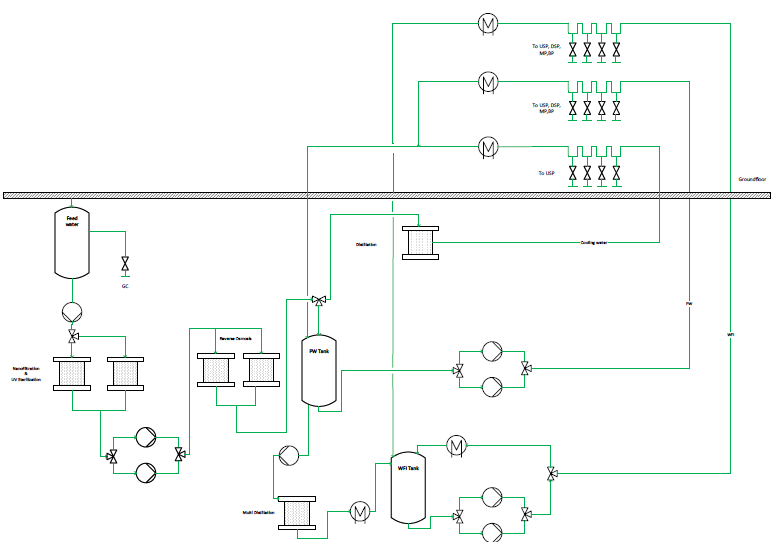 To USP, DSP,
MP,BP
To USP, DSP,
MP,BP
To USP
Groundfloor
Feed
water
GC
Distillation
Cooling water
PW
WFI
Nanofiltration
&
UV Sterilization
Reverse Osmosis
PW Tank
M
M
M
M
M
WFI Tank
Multi Distillation